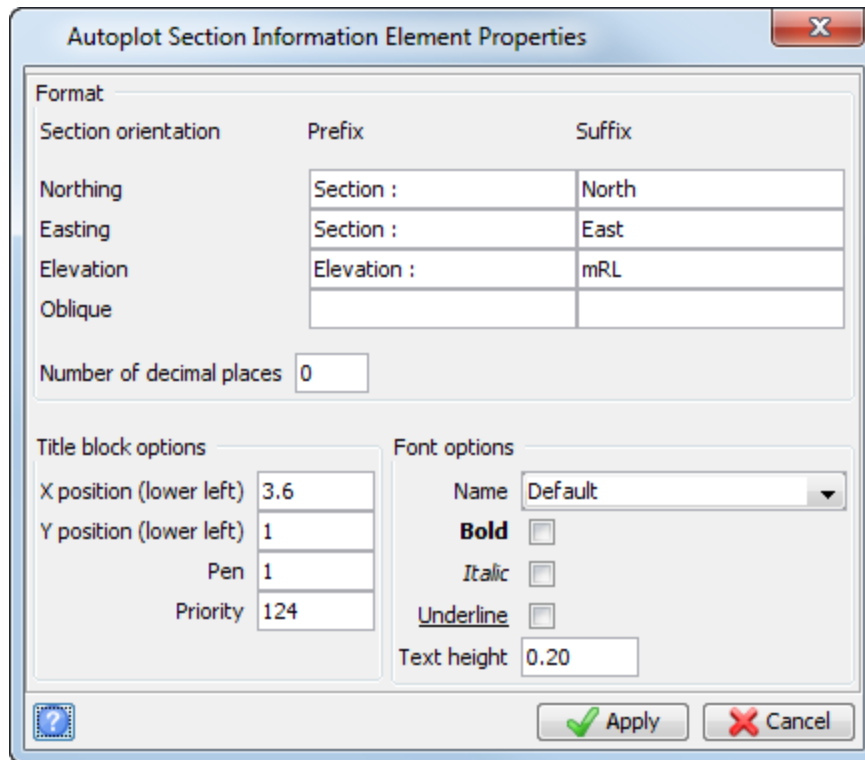 Autoplot Section Information Element Properties
X
Format
Section orientation Prefix Suffix
Northing Section : North
Easting Section : East
Elevation Elevation : mRL
Oblique
Number of decimal places 0
Title block options
X position (lower left) 3.6
Y position (lower left) 1
Pen 1
Priority 124
Font options
Name Default
Bold
Italic
Underline
Text height 0.20
? Apply Cancel